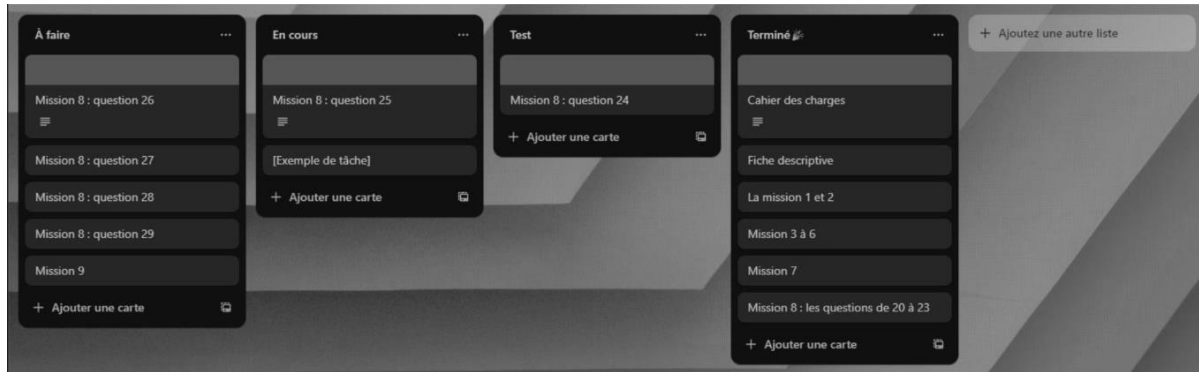 À faire
Mission 8 : question 26
Mission 8 : question 27
Mission 8 : question 28
Mission 8 : question 29
Mission 9
+ Ajouter une carte
En cours
Mission 8 : question 25
[Exemple de tâche]
+ Ajouter une carte
Test
Mission 8 : question 24
+ Ajouter une carte
Terminé 🎉
Cahier des charges
Fiche descriptive
La mission 1 et 2
Mission 3 à 6
Mission 7
Mission 8 : les questions de 20 à 23
+ Ajouter une carte
+ Ajoutez une autre liste